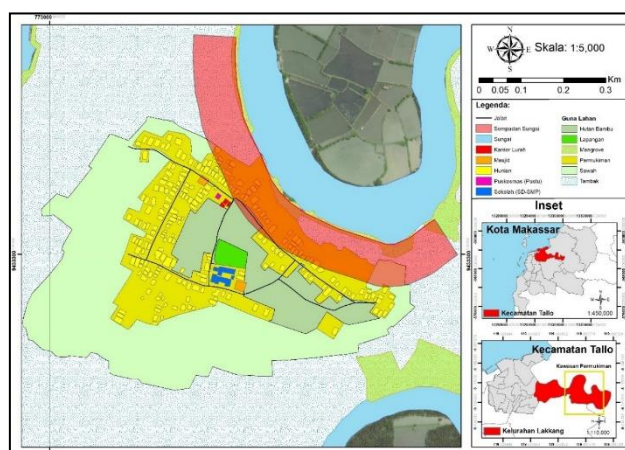 773000
9433000
N
W E
S
Skala: 1:5,000
Km
0 0.05 0.1 0.2 0.3
Legenda:
Jalan
Sempadan Sungai
Sungai
Kantor Lurah
Mesjid
Hunian
Puskesmas (Pustu)
Sekolah (SD-SMP)
Guna Lahan
Hutan Bambu
Lapangan
Mangrove
Permukiman
Sawah
Tambak
Inset
Kota Makassar
Kecamatan Tallo
1:450,000
Kecamatan Tallo
Kawasan Permukiman
Kelurahan Lakkang
1:110,000